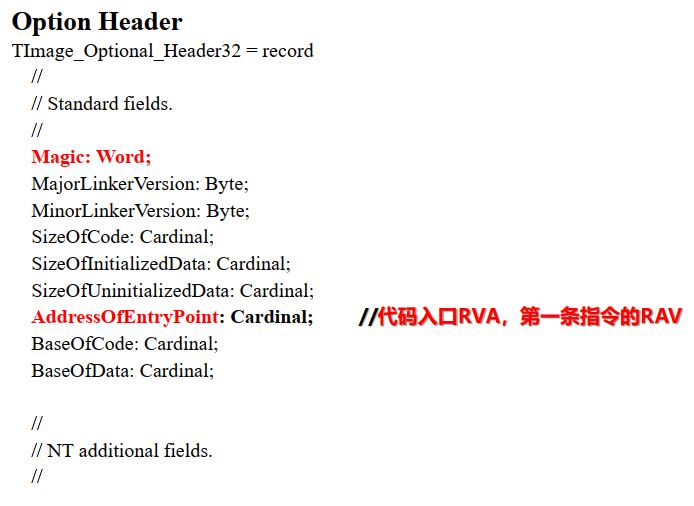 Option Header
TImage_Optional_Header32 = record
//
// Standard fields.
//
Magic: Word;
MajorLinkerVersion: Byte;
MinorLinkerVersion: Byte;
SizeOfCode: Cardinal;
SizeOfInitializedData: Cardinal;
SizeOfUninitializedData: Cardinal;
AddressOfEntryPoint: Cardinal; //代码入口RVA，第一条指令的RAV
BaseOfCode: Cardinal;
BaseOfData: Cardinal;
//
// NT additional fields.
//